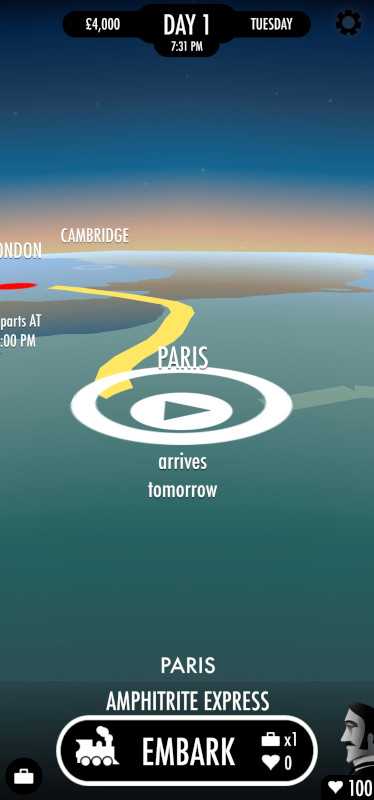 £4,000
DAY 1
TUESDAY
7:31 PM
CAMBRIDGE
ONDON
parts AT
:00 PM
PARIS
arrives
tomorrow
PARIS
AMPHITRITE EXPRESS
EMBARK
x1
0
100